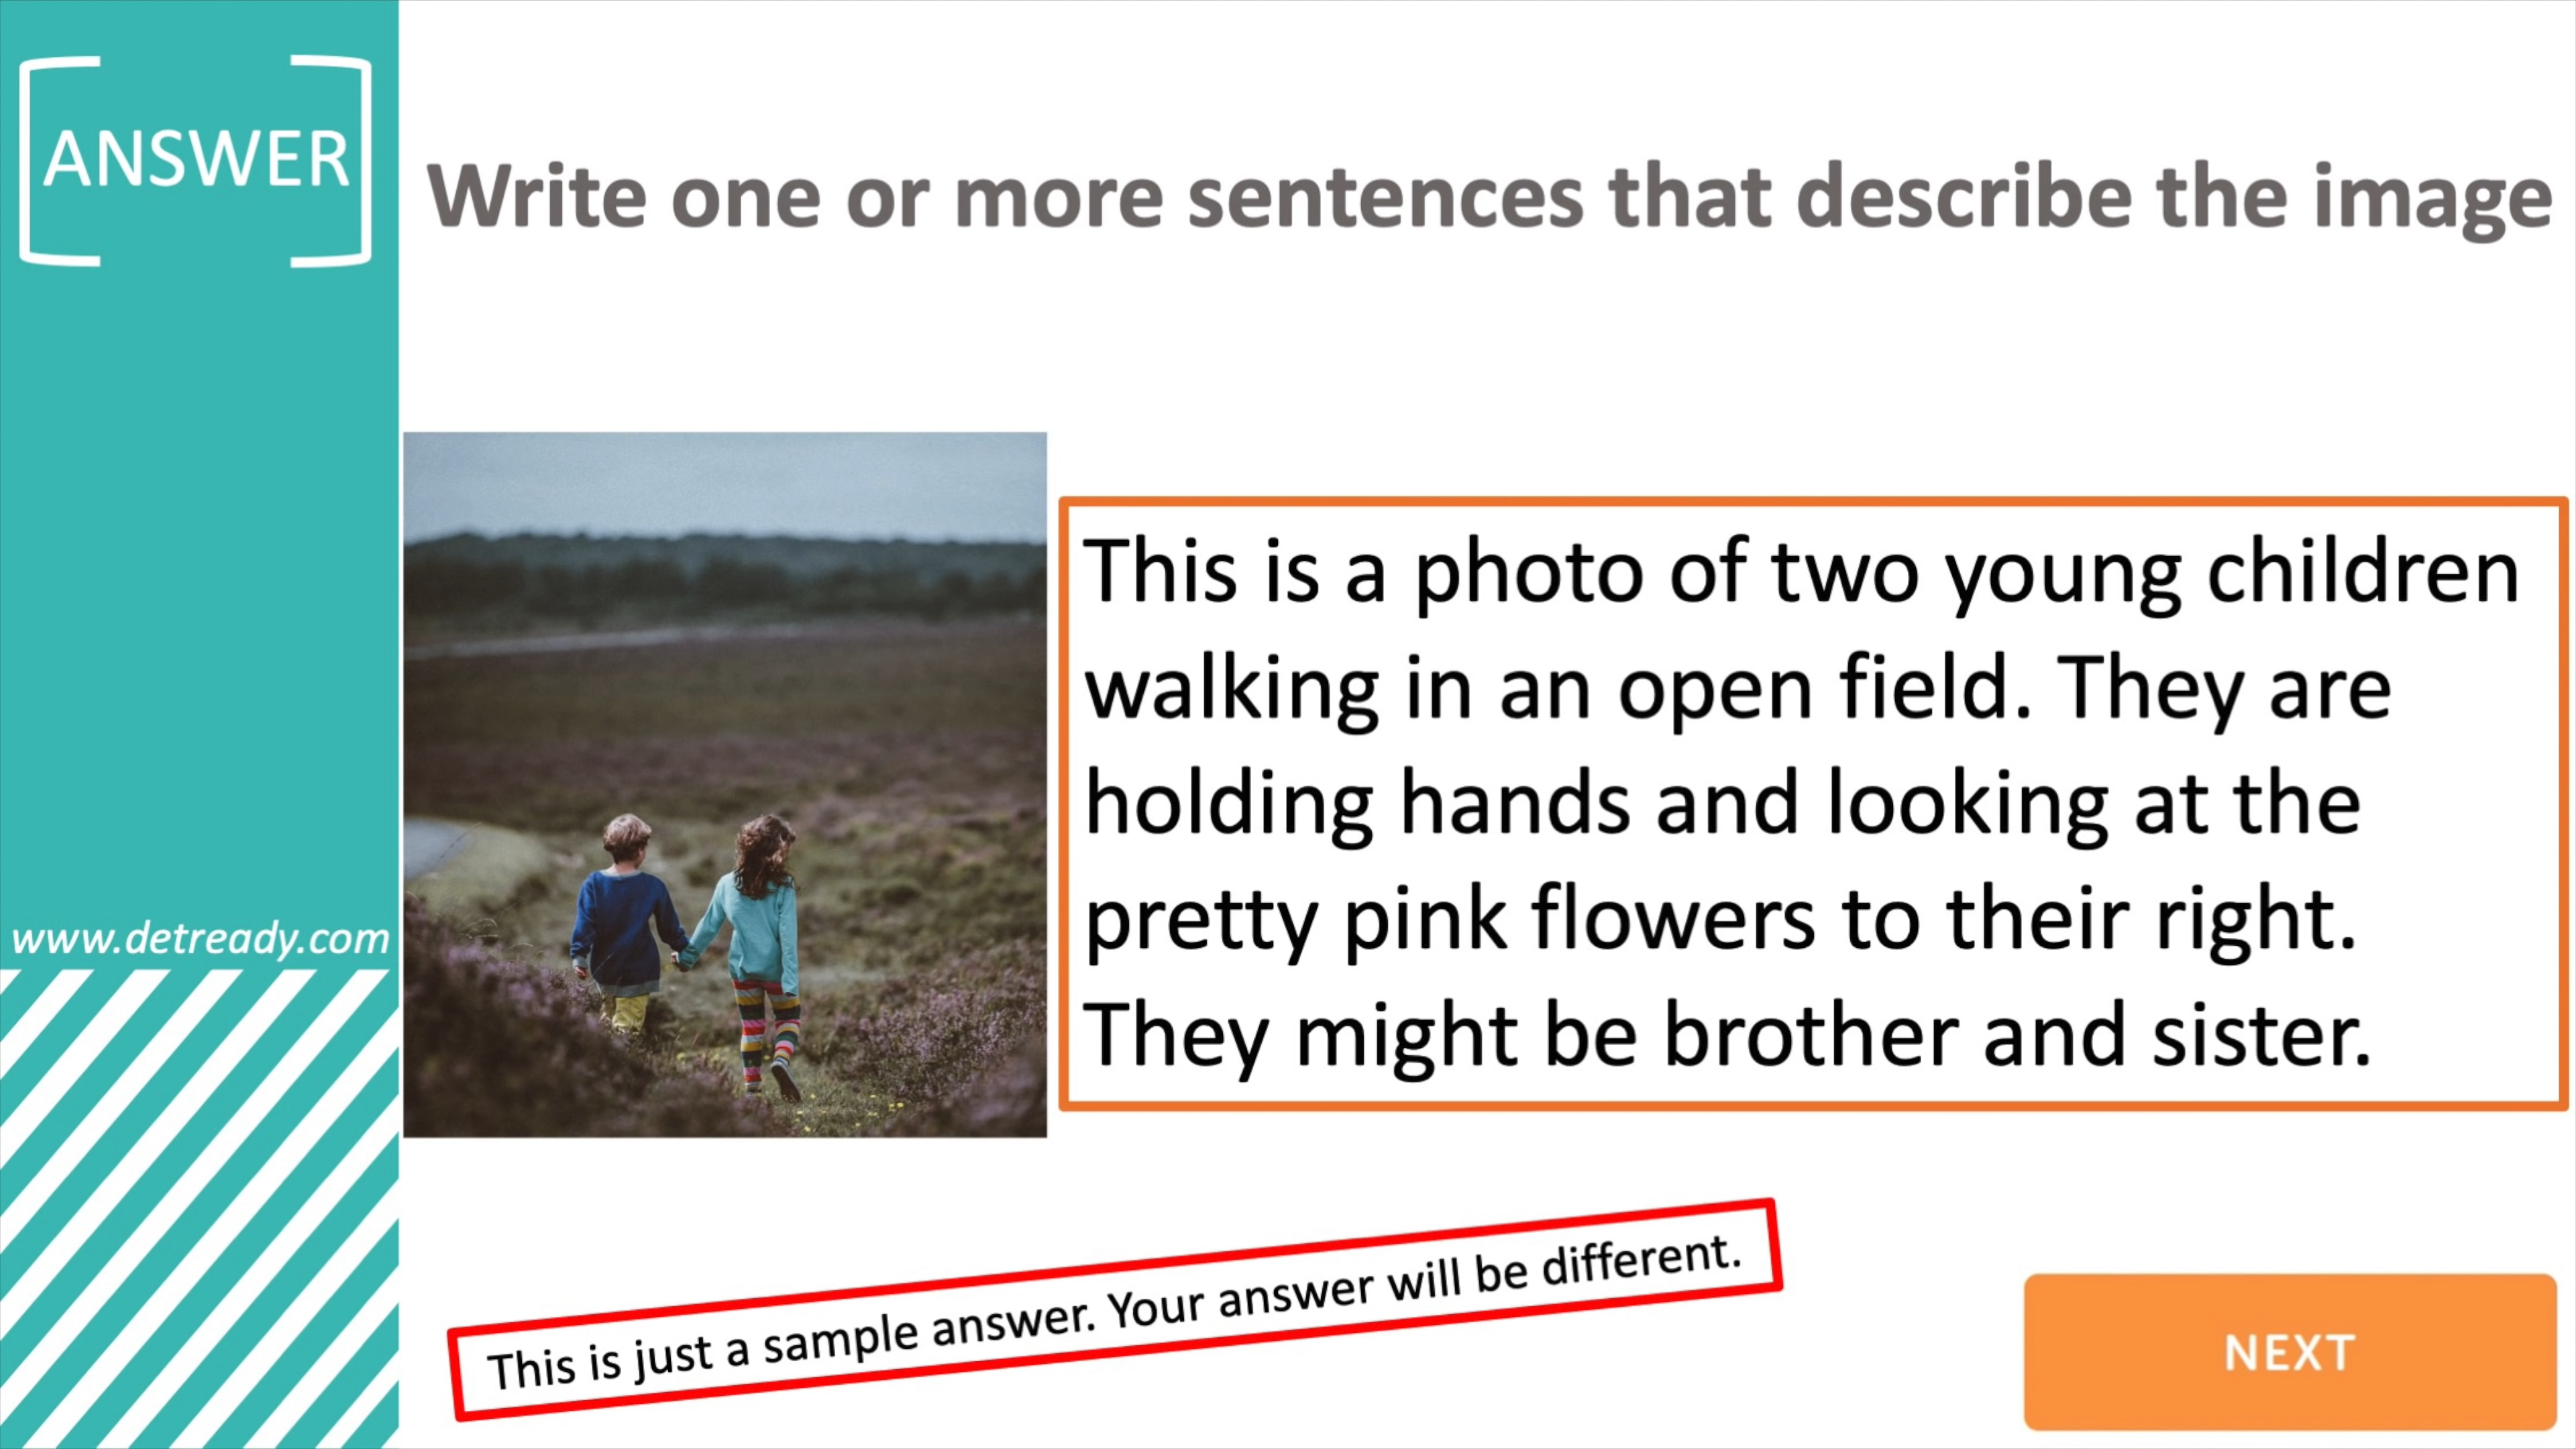 ANSWER
Write one or more sentences that describe the image
This is a photo of two young children
walking in an open field. They are
holding hands and looking at the
pretty pink flowers to their right.
They might be brother and sister.
www.detready.com
This is just a sample answer. Your answer will be different.
NEXT